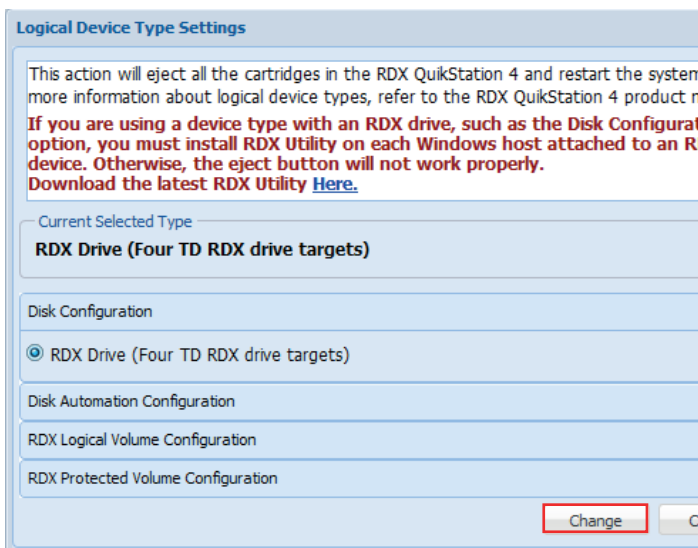 Logical Device Type Settings
This action will eject all the cartridges in the RDX QuikStation 4 and restart the system
more information about logical device types, refer to the RDX QuikStation 4 product
If you are using a device type with an RDX drive, such as the Disk
option, you must install RDX Utility on each Windows host attached to an
device. Otherwise, the eject button will not work properly.
Download the latest RDX Utility Here.
Current Selected Type
RDX Drive (Four TD RDX drive targets)
Disk Configuration
RDX Drive (Four TD RDX drive targets)
Disk Automation Configuration
RDX Logical Volume Configuration
RDX Protected Volume Configuration
Change